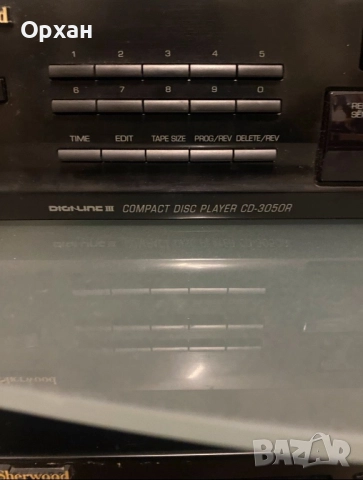 Орхан
d
1 2 3 4 5
6 7 8 9 0
TIME EDIT TAPE SIZE PROG/REV DELETE/REV
DIGI-LINE III COMPACT DISC PLAYER CD-3050R
Sherwood
bazar.bg